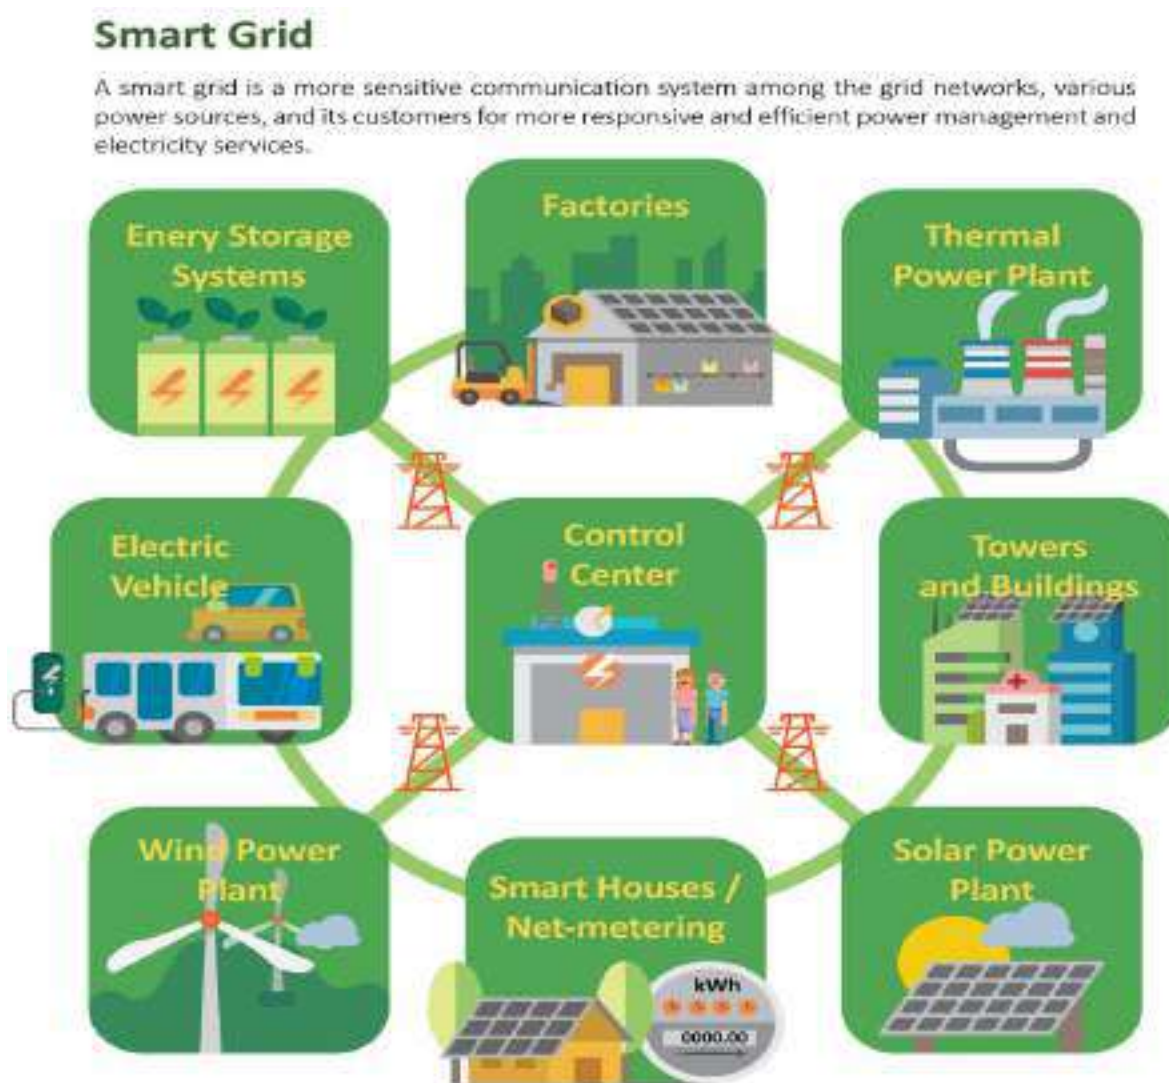 Smart Grid
A smart grid is a more sensitive communication system among the grid networks, various
power sources, and its customers for more responsive and efficient power management and
electricity services.
Enery Storage
Systems
Factories
Thermal
Power Plant
Electric
Vehicle
Control
Center
Towers
and Buildings
Wind Power
Plant
Smart Houses /
Net-metering
kWh
0000.00
Solar Power
Plant